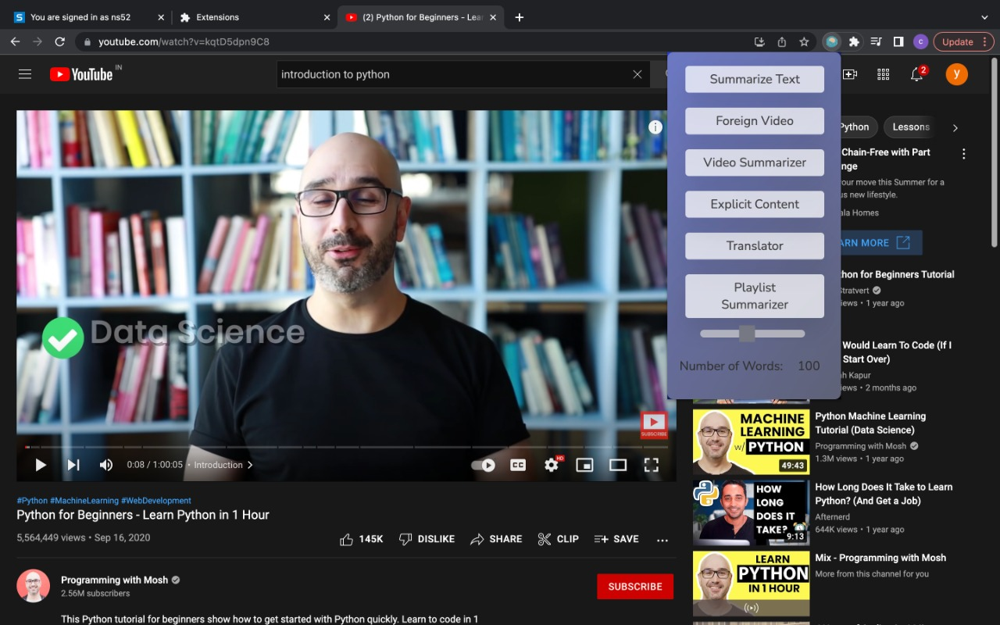 You are signed in as ns52
Extensions
(2) Python for Beginners - Lea
youtube.com/watch?v=kqtD5dpn9C8
C
Update
YouTube
IN
introduction to python
2
y
Summarize Text
Foreign Video
Video Summarizer
Explicit Content
Translator
Playlist
Summarizer
Number of Words: 100
Python
Lessons
Chain-Free with Part
nge
our move this Summer for a
us new lifestyle.
ala Homes
ARN MORE
thon for Beginners Tutorial
Stratvert
iews • 1 year ago
Would Learn To Code (If I
Start Over)
ah Kapur
iews • 2 months ago
Data Science
SUBSCRIBE
0:08 / 1:00:05 • Introduction
CC
HD
MACHINE
LEARNING
w/ PYTHON
49:43
Python Machine Learning
Tutorial (Data Science)
Programming with Mosh
1.3M views • 1 year ago
HOW
LONG
DOES IT
TAKE?
9:13
How Long Does It Take to Learn
Python? (And Get a Job)
Afternerd
644K views • 1 year ago
LEARN
PYTHON
IN 1 HOUR
Mix - Programming with Mosh
More from this channel for you
#Python #MachineLearning #WebDevelopment
Python for Beginners - Learn Python in 1 Hour
5,564,449 views • Sep 16, 2020
145K
DISLIKE
SHARE
CLIP
SAVE
Programming with Mosh
2.56M subscribers
SUBSCRIBE
This Python tutorial for beginners show how to get started with Python quickly. Learn to code in 1